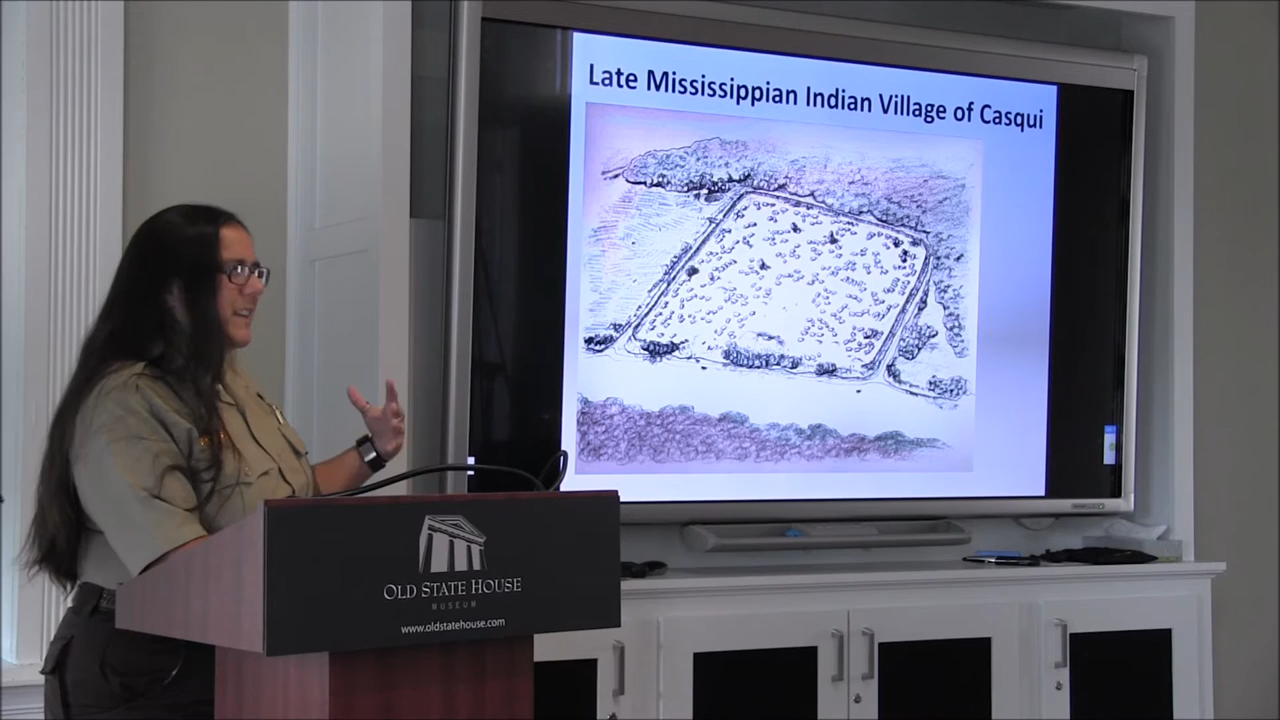 Late Mississippian Indian Village of Casqui
OLD STATE HOUSE
MUSEUM
www.oldstatehouse.com